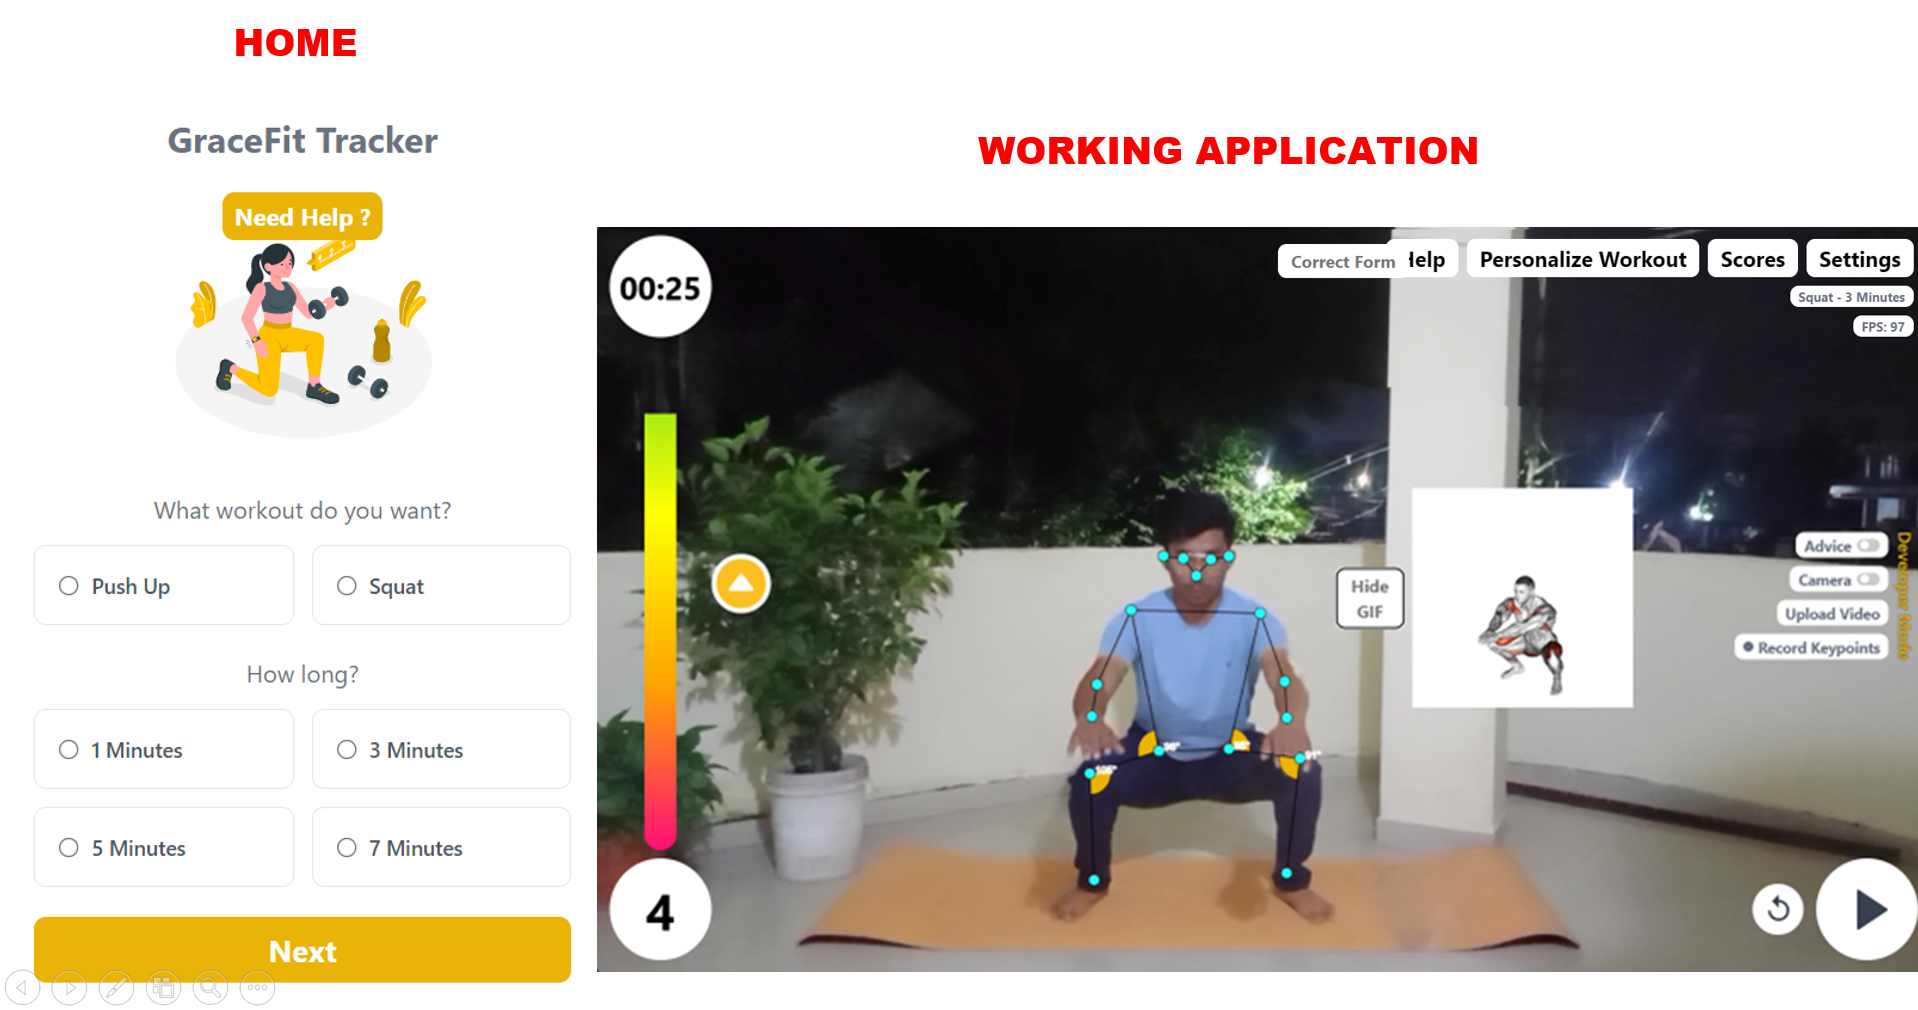 HOME
GraceFit Tracker
Need Help ?
What workout do you want?
Push Up
Squat
How long?
1 Minutes
3 Minutes
5 Minutes
7 Minutes
Next
WORKING APPLICATION
00:25
Correct Form
Personalize Workout
Scores
Settings
Squat - 3 Minutes
FPS: 97
Hide
GIF
Advice
Camera
Upload Video
Record Keypoints
Developer Mode
91°
4